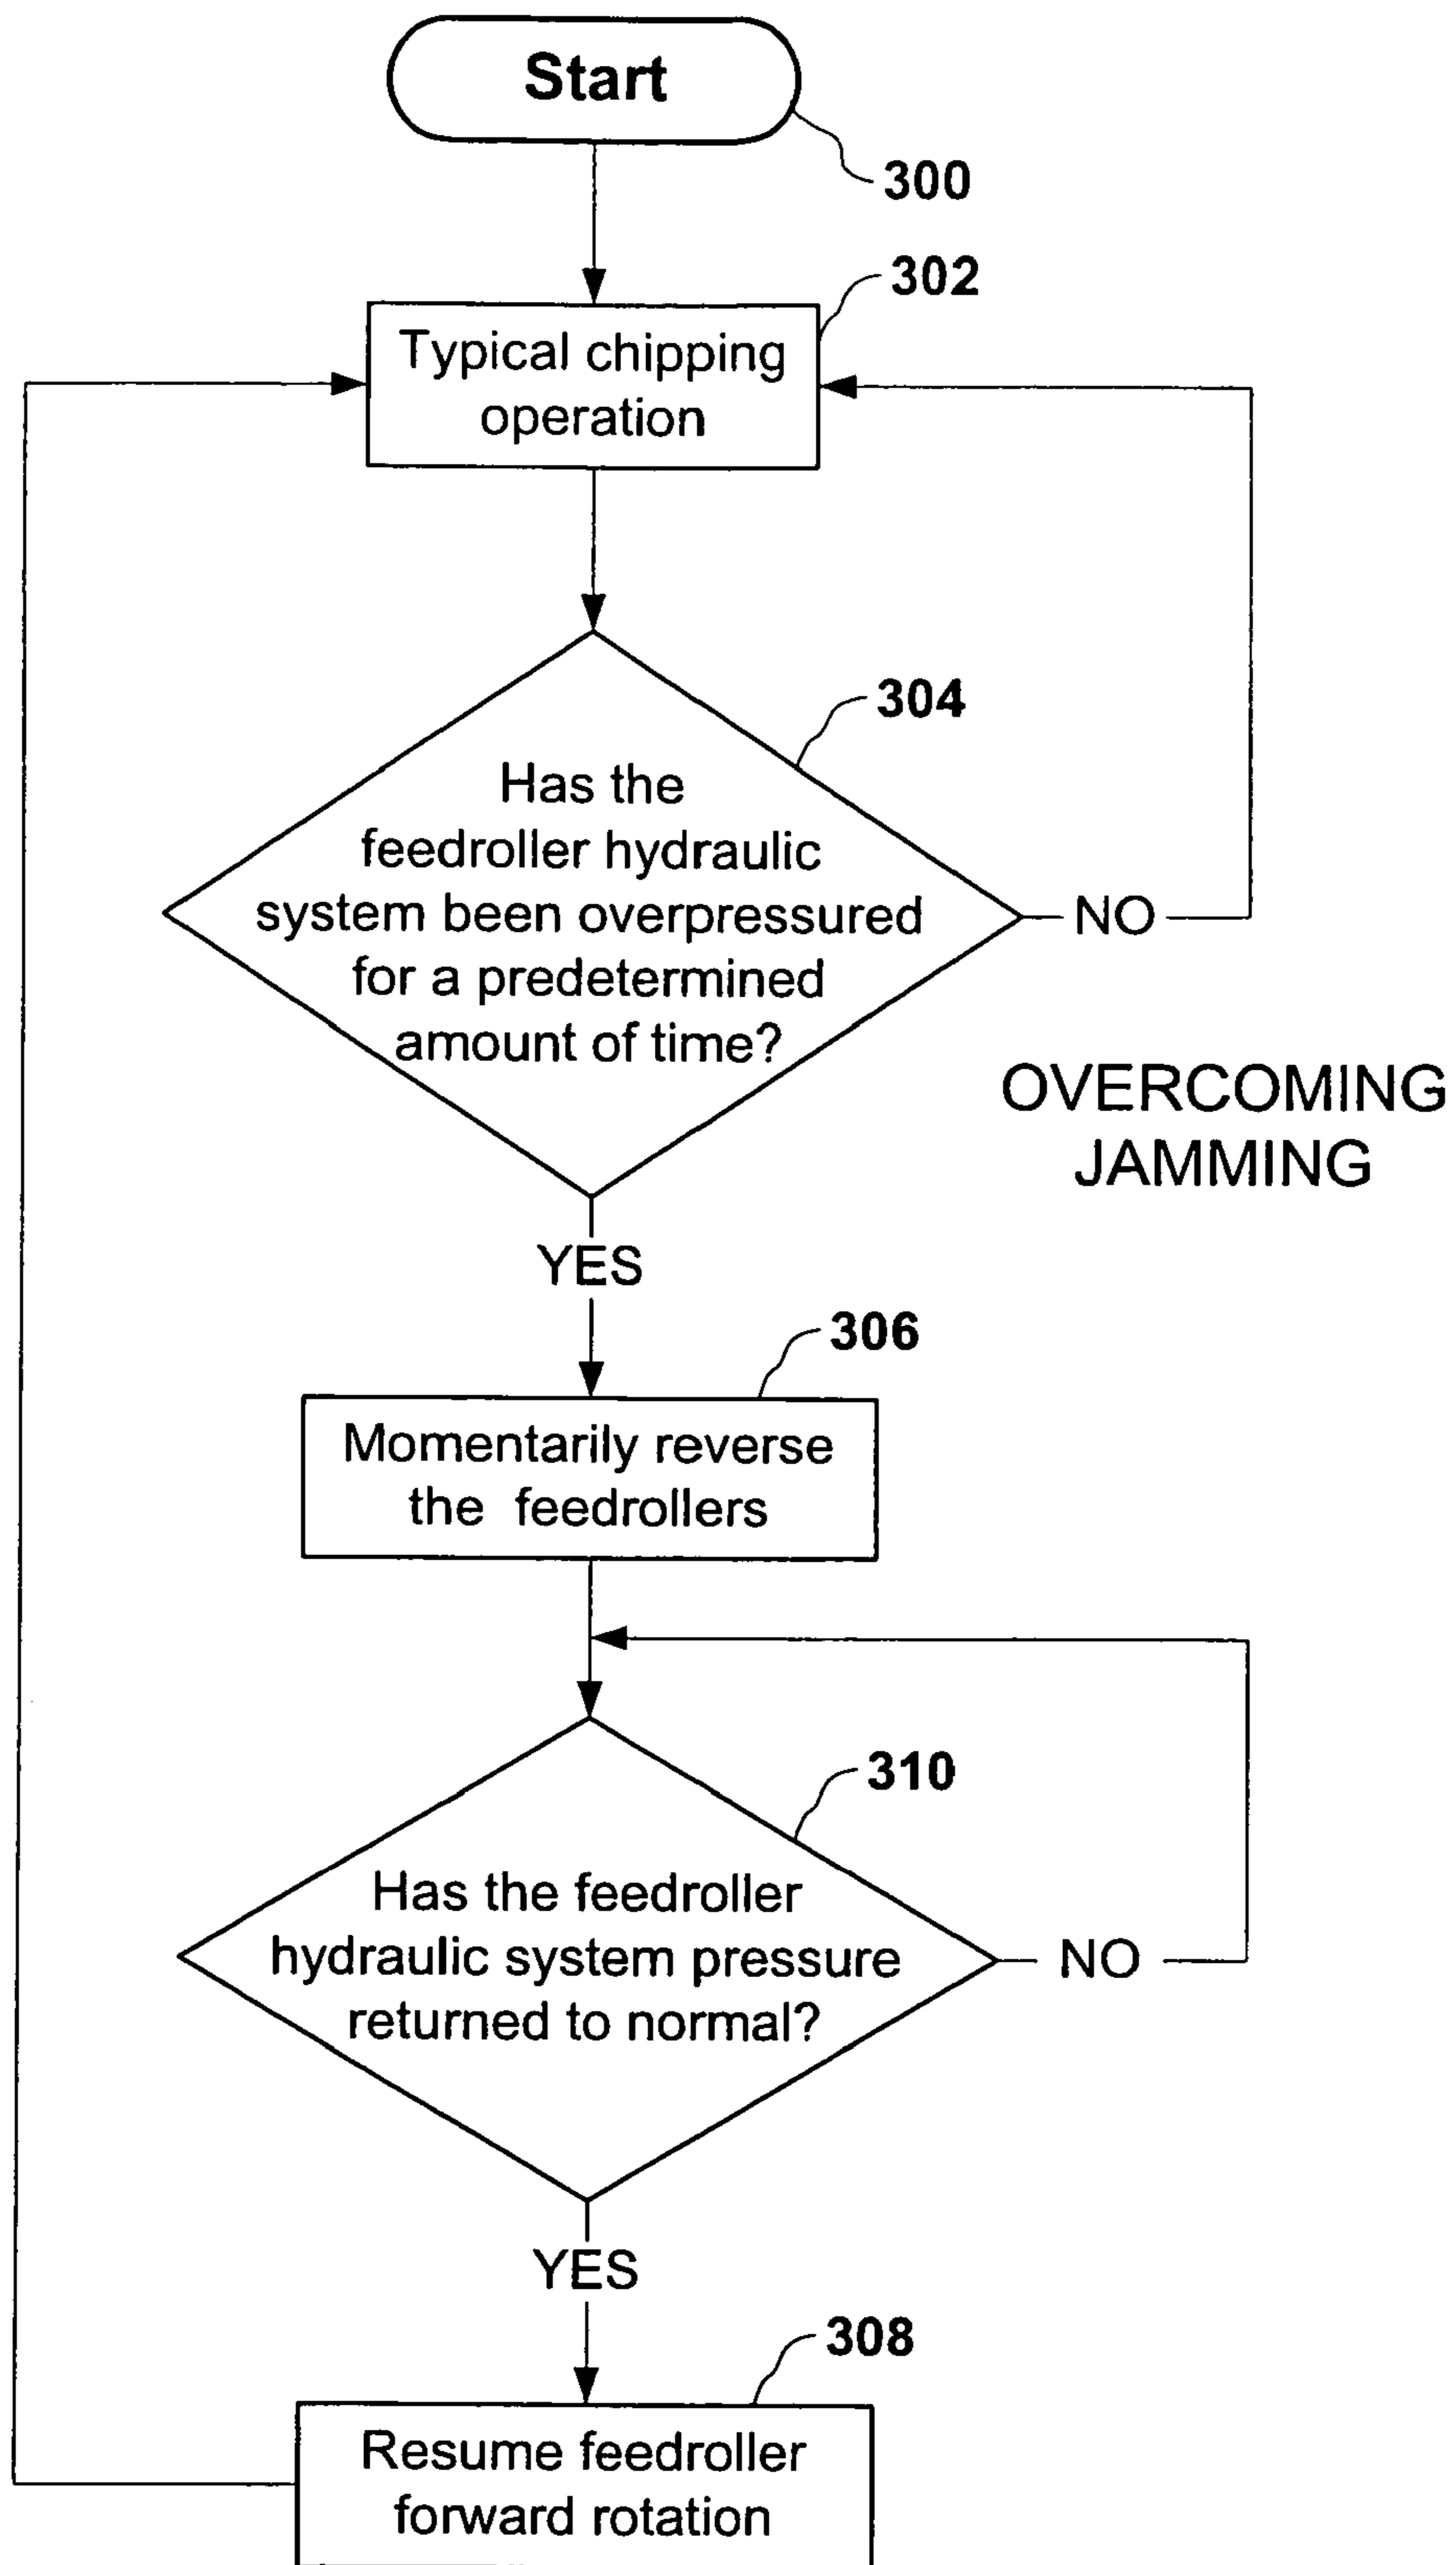 Start
300
302
Typical chipping
operation
304
Has the
feedroller hydraulic
system been overpressured
for a predetermined
amount of time?
NO
OVERCOMING
JAMMING
YES
306
Momentarily reverse
the feedrollers
310
Has the feedroller
hydraulic system pressure
returned to normal?
NO
YES
308
Resume feedroller
forward rotation